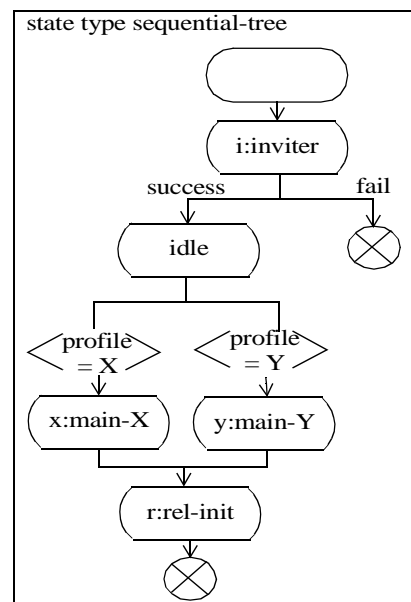 state type sequential-tree
i:inviter
success
fail
idle
profile
= X
profile
= Y
x:main-X
y:main-Y
r:rel-init